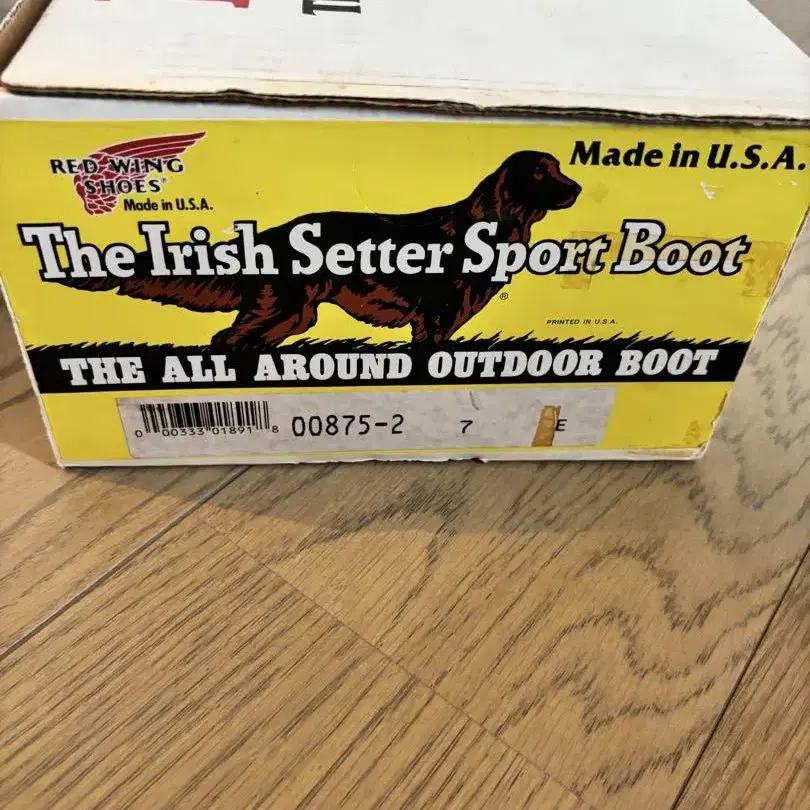 RED WING
SHOES®
Made in U.S.A.
Made in U.S.A.
The Irish Setter Sport Boot
®
PRINTED IN U.S.A.
THE ALL AROUND OUTDOOR BOOT
0 00333 01891 8 00875-2 7 E